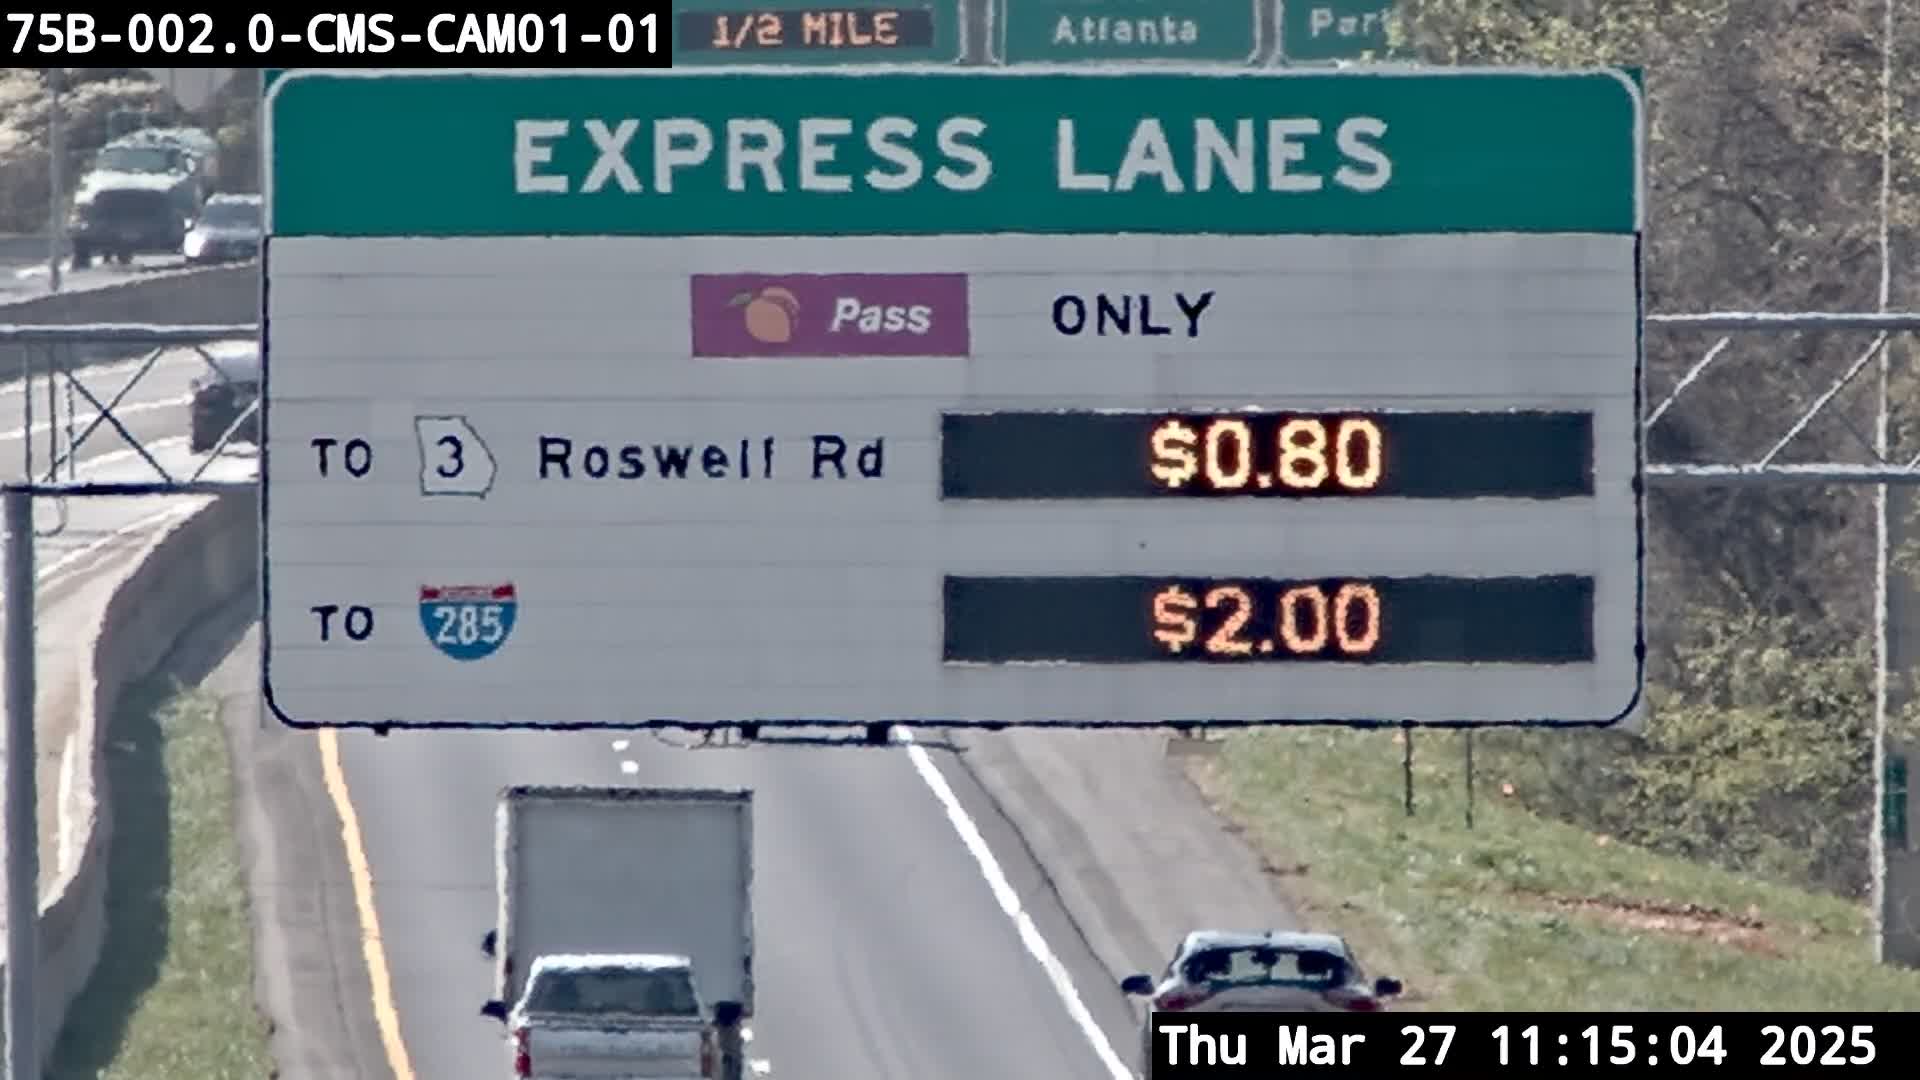 75B-002.0-CMS-CAM01-01
1/2 MILE
Atlanta
EXPRESS LANES
Pass ONLY
TO 3 Roswell Rd $0.80
TO 285 $2.00
Thu Mar 27 11:15:04 2025